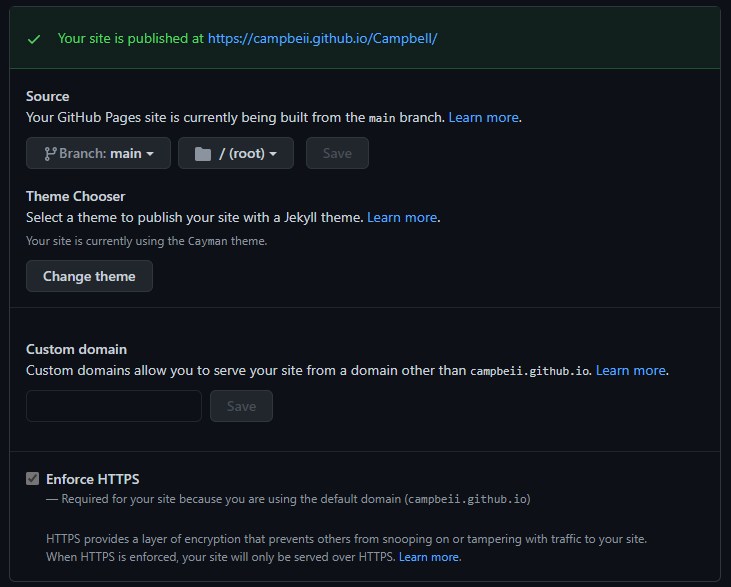 Your site is published at https://campbeii.github.io/Campbell/
Source
Your GitHub Pages site is currently being built from the main branch. Learn more.
Branch: main
/ (root)
Save
Theme Chooser
Select a theme to publish your site with a Jekyll theme. Learn more.
Your site is currently using the Cayman theme.
Change theme
Custom domain
Custom domains allow you to serve your site from a domain other than campbeii.github.io. Learn more.
Save
Enforce HTTPS
— Required for your site because you are using the default domain (campbeii.github.io)
HTTPS provides a layer of encryption that prevents others from snooping on or tampering with traffic to your site.
When HTTPS is enforced, your site will only be served over HTTPS. Learn more.